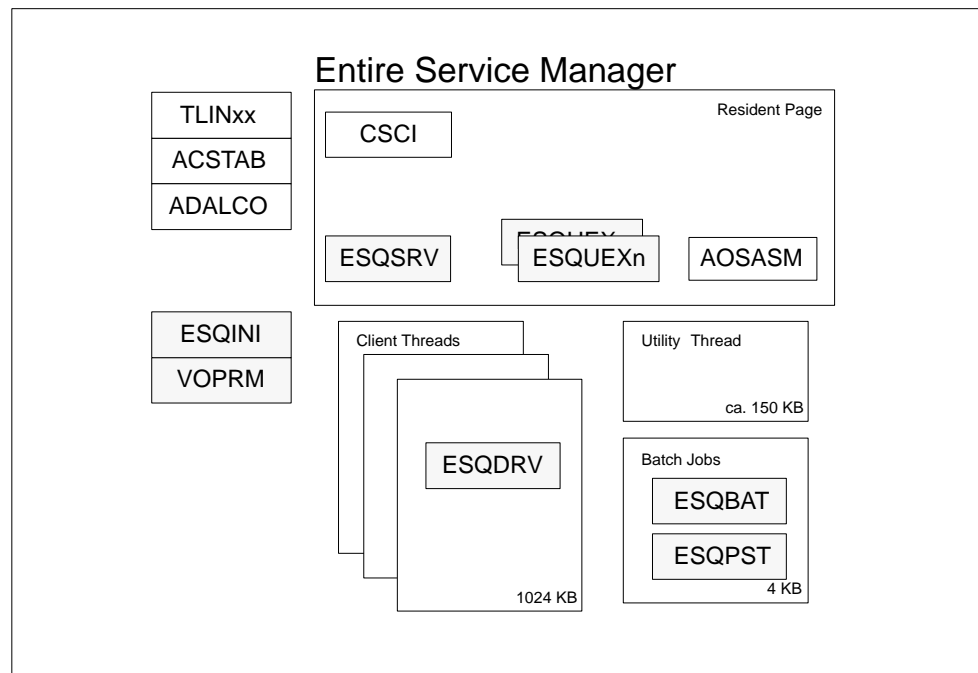 Entire Service Manager
TLINxx
ACSTAB
ADALCO
Resident Page
CSCI
ESQSRV
ESQUEXn
AOSASM
ESQINI
VOPRM
Client Threads
ESQDRV
1024 KB
Utility Thread
ca. 150 KB
Batch Jobs
ESQBAT
ESQPST
4 KB